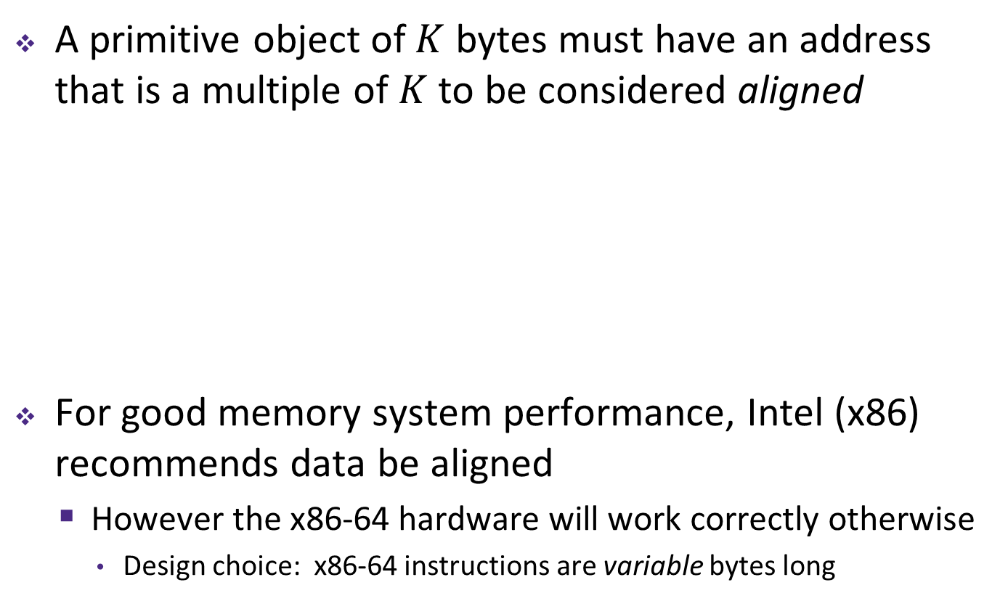 ❖ A primitive object of K bytes must have an address
that is a multiple of K to be considered aligned
❖ For good memory system performance, Intel (x86)
recommends data be aligned
▪ However the x86-64 hardware will work correctly otherwise
• Design choice: x86-64 instructions are variable bytes long